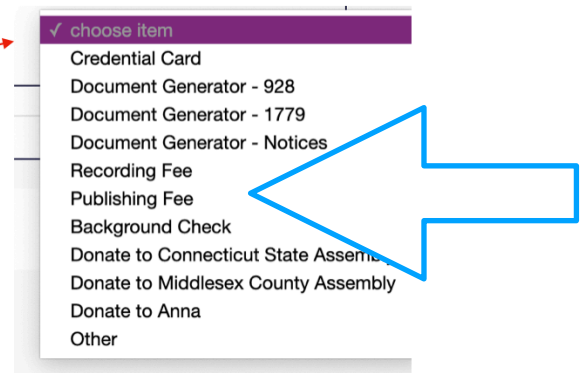 ✓ choose item
Credential Card
Document Generator - 928
Document Generator - 1779
Document Generator - Notices
Recording Fee
Publishing Fee
Background Check
Donate to Connecticut State Assembly
Donate to Middlesex County Assembly
Donate to Anna
Other